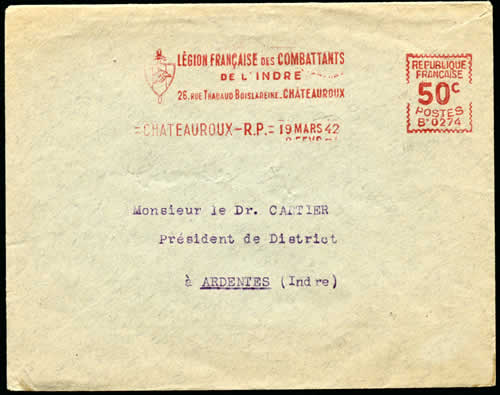 LÉGION FRANÇAISE DES COMBATTANTS
DE L'INDRE
26, RUE THABAUD BOISLAREINE _ CHÂTEAUROUX
=CHATEAUROUX-R.P.= 19 MARS 42
REPUBLIQUE
FRANÇAISE
50c
POSTES
B*0274
Monsieur le Dr. CARTIER
Président de District
à ARDENTES (Indre)